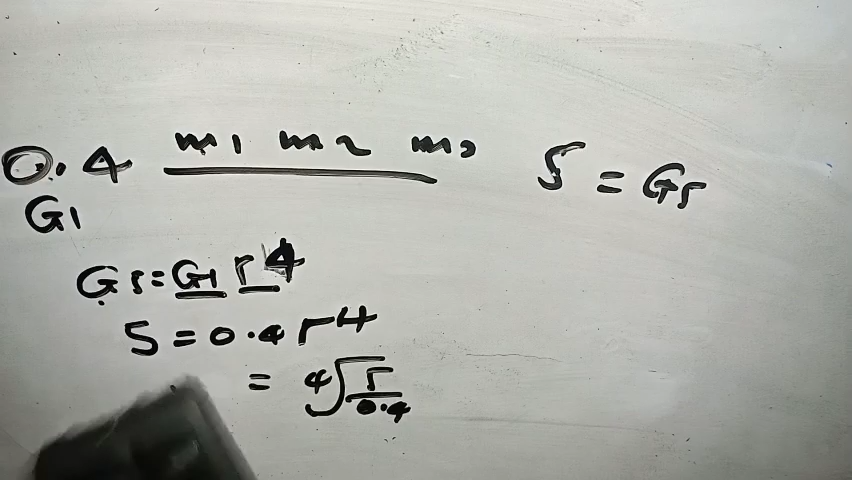 0.4 m1 m2 m3 5 = G5
G1
G5 = G1 r4
5 = 0.4 r4
= 4√5/0.4